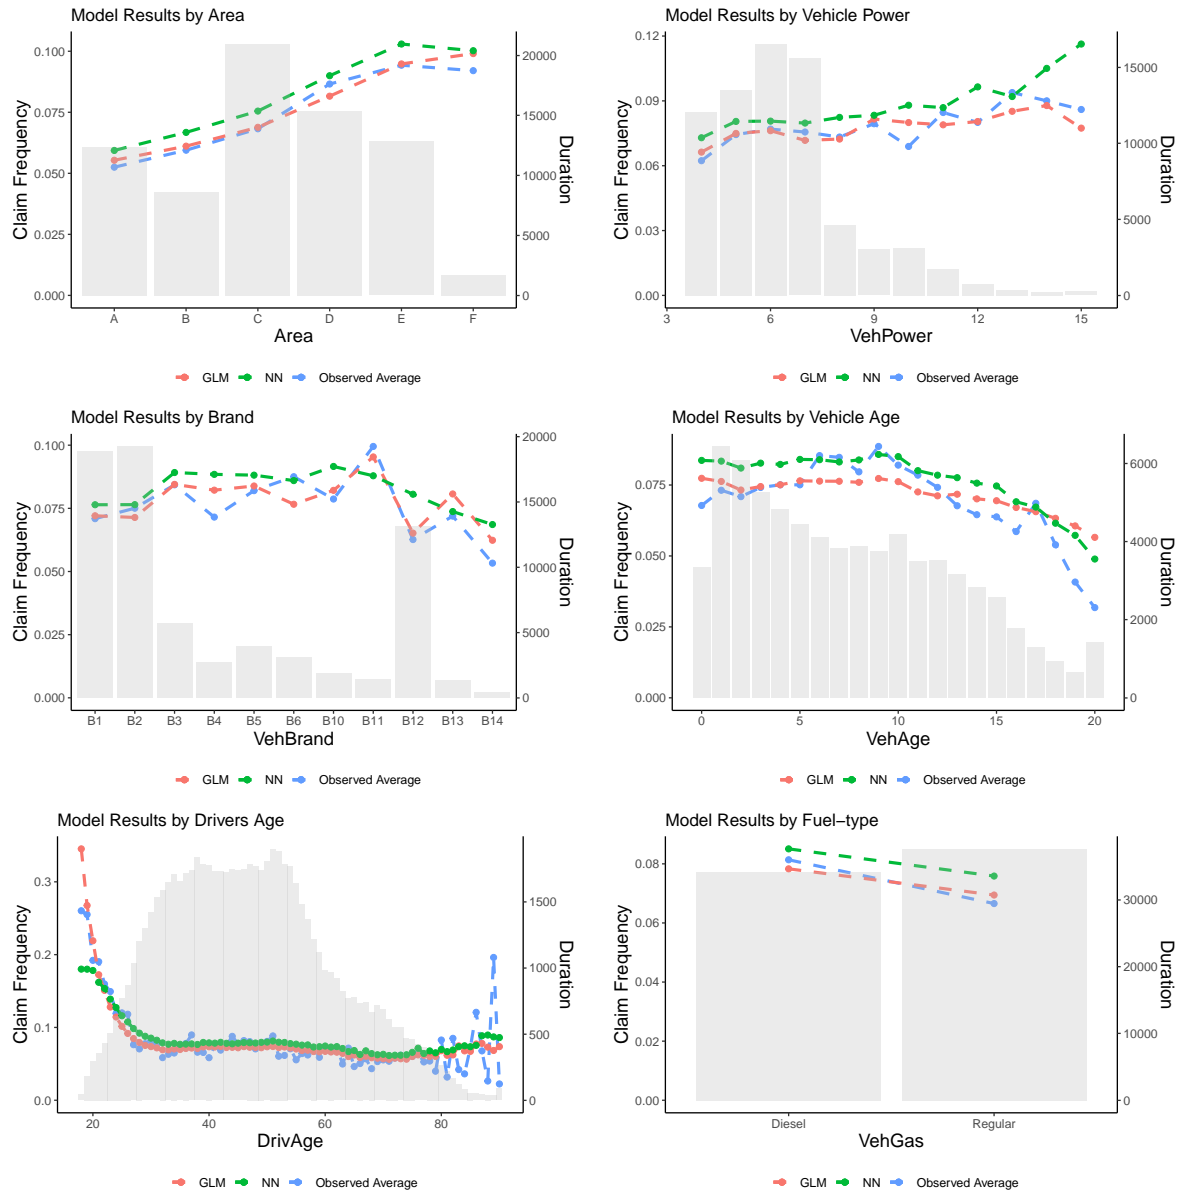 Model Results by Area
0.100
0.075
0.050
0.025
0.000
Claim Frequency
20000
15000
10000
5000
0
Duration
A B C D E F
Area
GLM NN Observed Average
Model Results by Vehicle Power
0.12
0.09
0.06
0.03
0.00
Claim Frequency
15000
10000
5000
0
Duration
3 6 9 12 15
VehPower
GLM NN Observed Average
Model Results by Brand
0.100
0.075
0.050
0.025
0.000
Claim Frequency
20000
15000
10000
5000
0
Duration
B1 B2 B3 B4 B5 B6 B10 B11 B12 B13 B14
VehBrand
GLM NN Observed Average
Model Results by Vehicle Age
0.075
0.050
0.025
0.000
Claim Frequency
6000
4000
2000
0
Duration
0 5 10 15 20
VehAge
GLM NN Observed Average
Model Results by Drivers Age
0.3
0.2
0.1
0.0
Claim Frequency
1500
1000
500
0
Duration
20 40 60 80
DrivAge
GLM NN Observed Average
Model Results by Fuel−type
0.08
0.06
0.04
0.02
0.00
Claim Frequency
30000
20000
10000
0
Duration
Diesel Regular
VehGas
GLM NN Observed Average